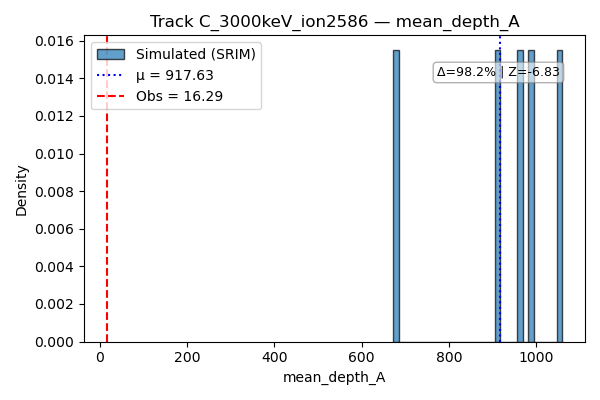 Track C_3000keV_ion2586 — mean_depth_A
Simulated (SRIM)
μ = 917.63
Obs = 16.29
Δ=98.2% | Z=-6.83
Density
0.016
0.014
0.012
0.010
0.008
0.006
0.004
0.002
0.000
0 200 400 600 800 1000
mean_depth_A